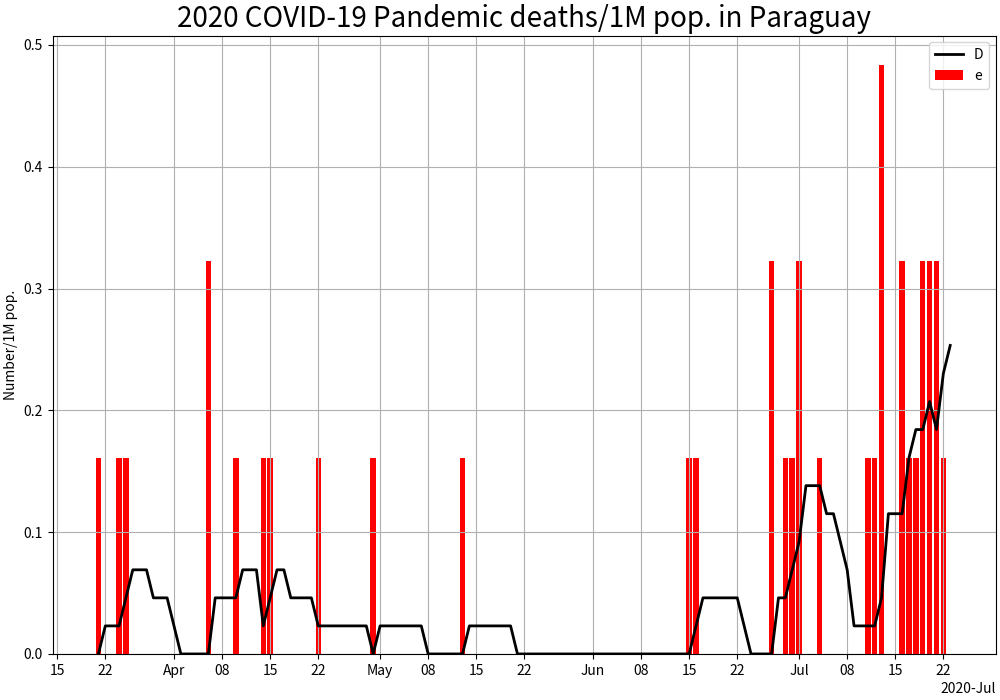 2020 COVID-19 Pandemic deaths/1M pop. in Paraguay
D
e
Number/1M pop.
0.5
0.4
0.3
0.2
0.1
0.0
15 22 Apr 08 15 22 May 08 15 22 Jun 08 15 22 Jul 08 15 22
2020-Jul